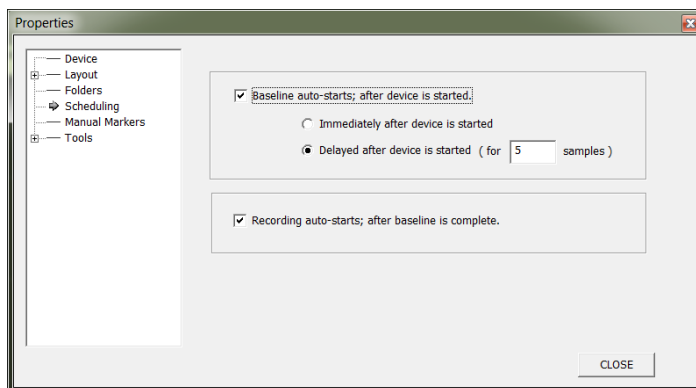 Properties
Device
Layout
Folders
Scheduling
Manual Markers
Tools
Baseline auto-starts; after device is started.
Immediately after device is started
Delayed after device is started ( for 5 samples )
Recording auto-starts; after baseline is complete.
CLOSE